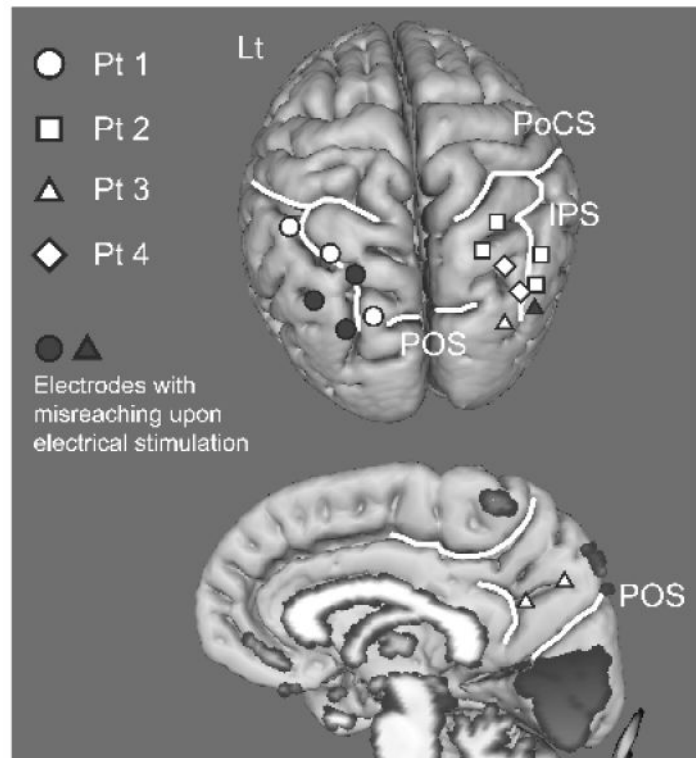 Lt
Pt 1
Pt 2
Pt 3
Pt 4
PoCS
IPS
POS
Electrodes with
misreaching upon
electrical stimulation
POS